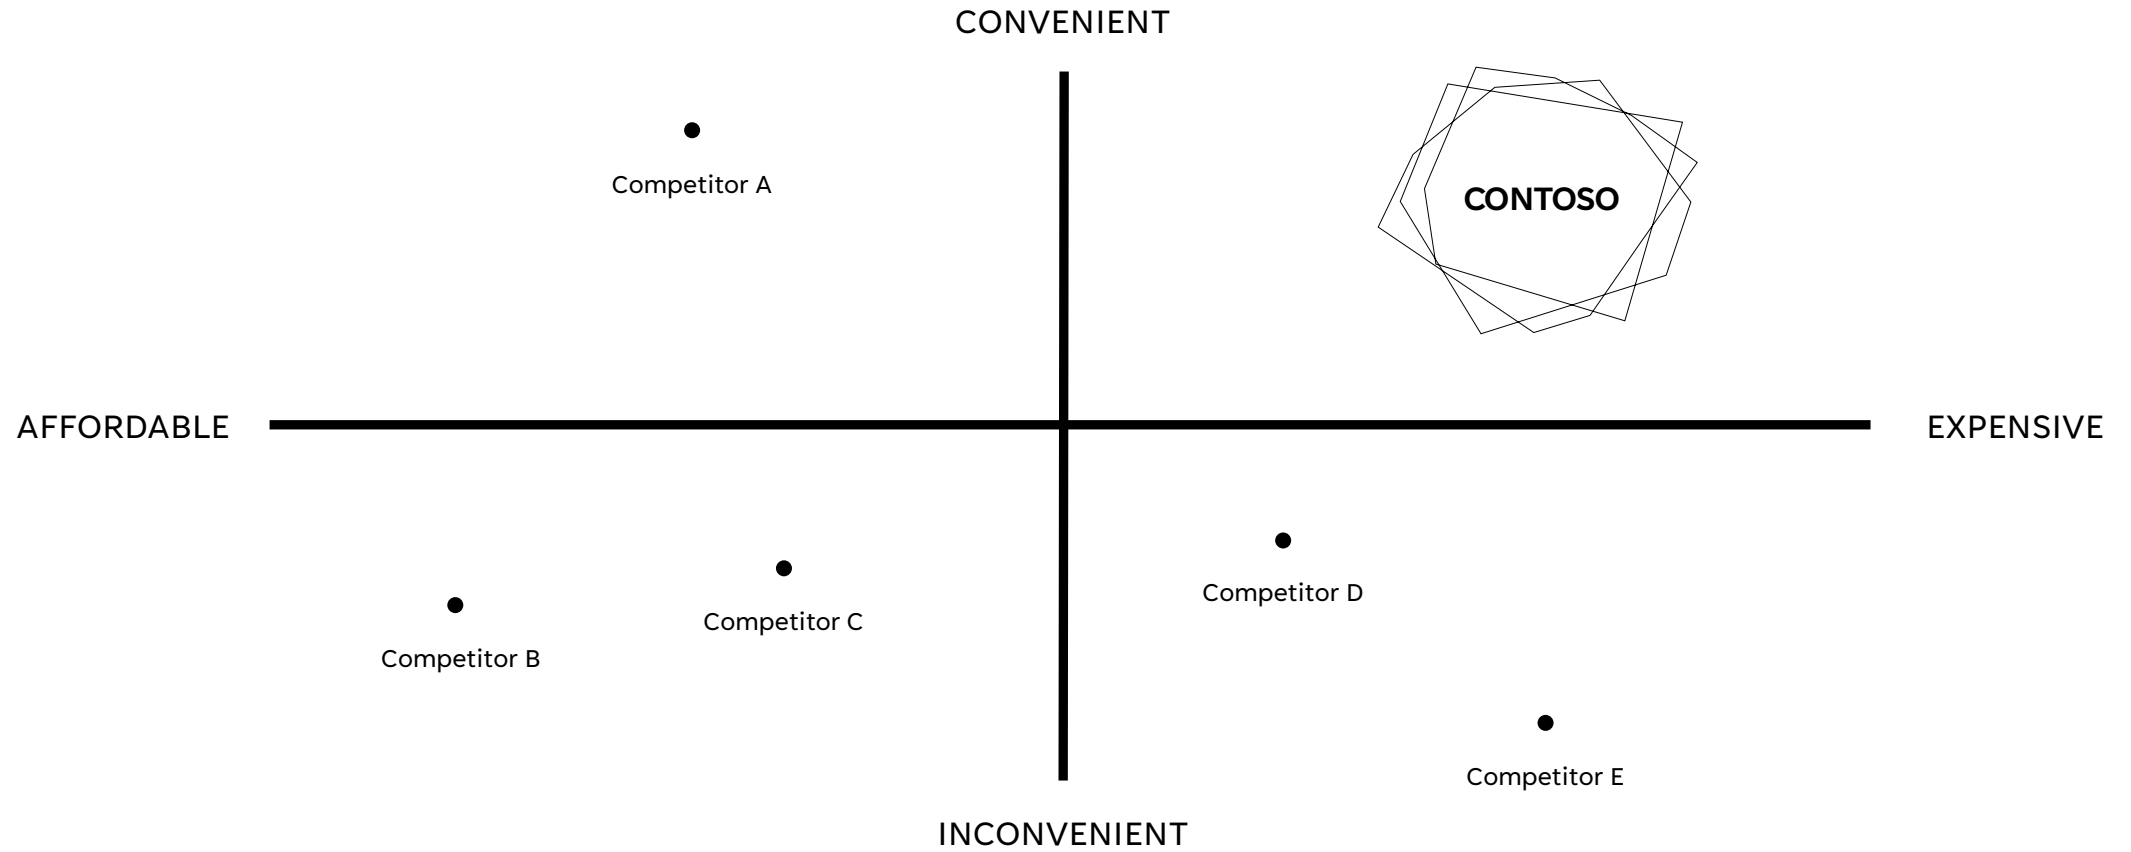 CONVENIENT
Competitor A
CONTOSO
AFFORDABLE
EXPENSIVE
Competitor B
Competitor C
Competitor D
Competitor E
INCONVENIENT